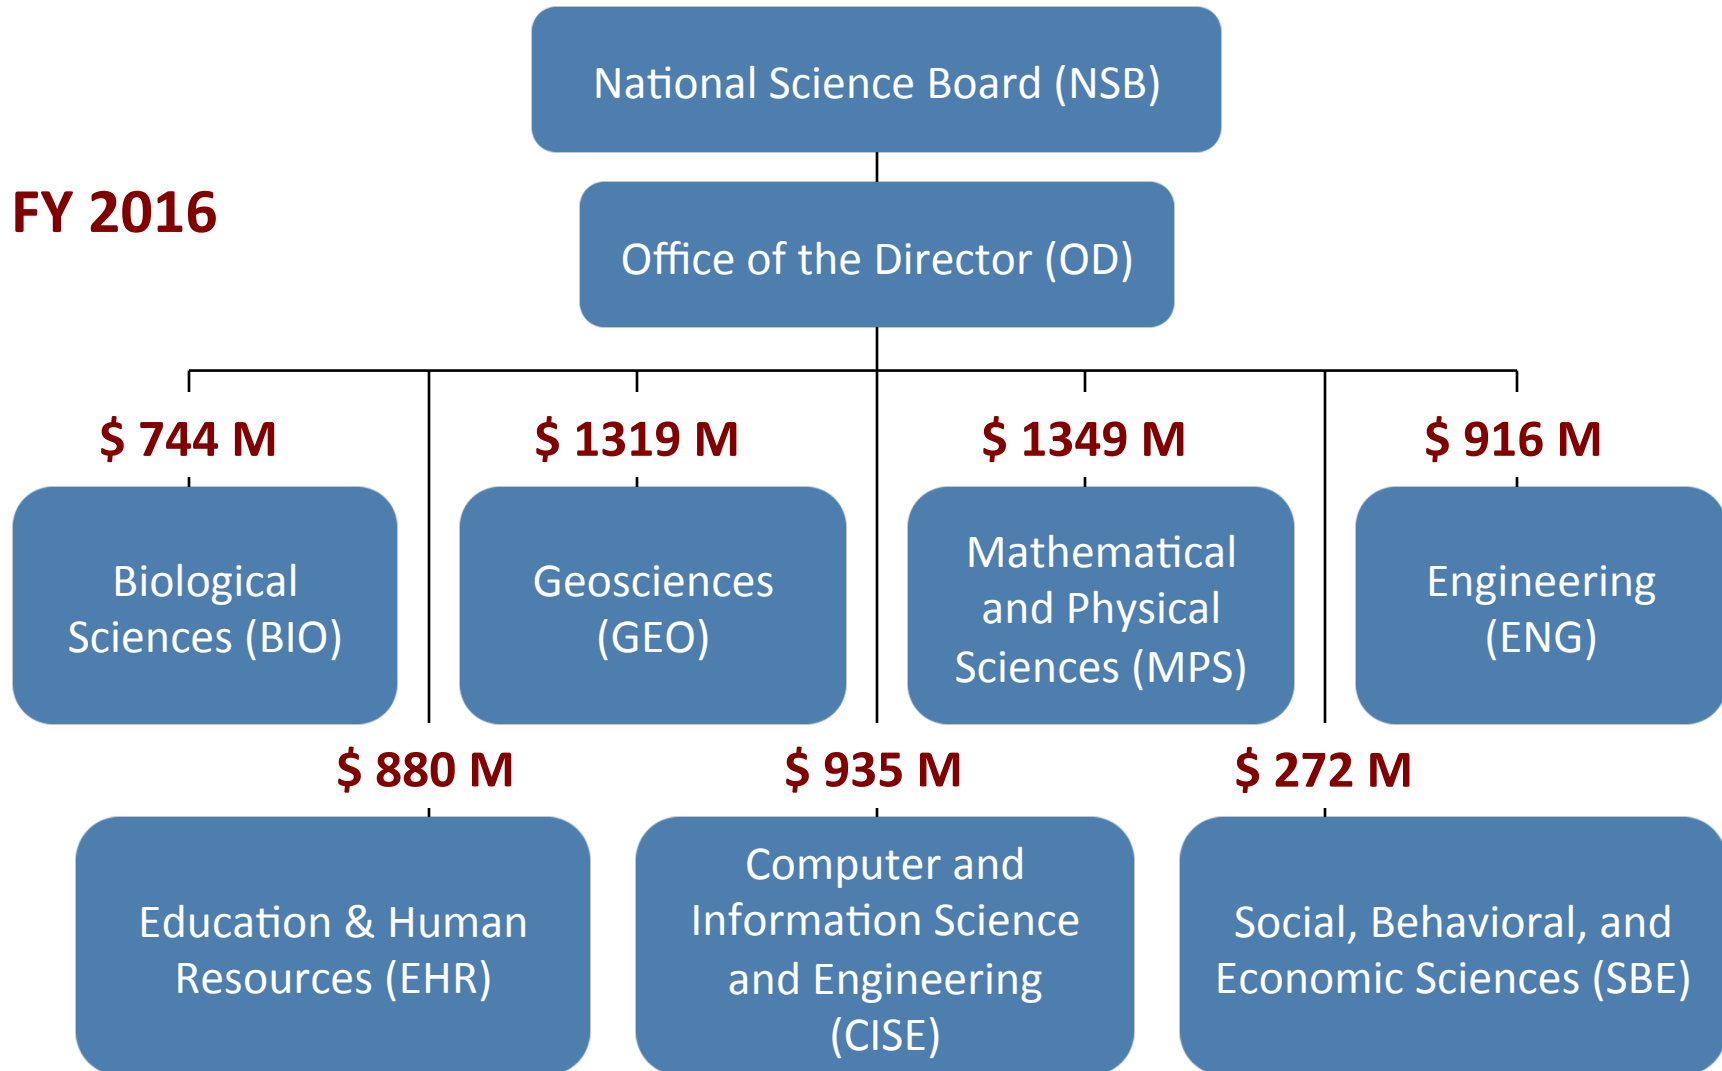 National Science Board (NSB)
FY 2016
Office of the Director (OD)
$ 744 M
$ 1319 M
$ 1349 M
$ 916 M
Biological
Sciences (BIO)
Geosciences
(GEO)
Mathematical
and Physical
Sciences (MPS)
Engineering
(ENG)
$ 880 M
$ 935 M
$ 272 M
Education & Human
Resources (EHR)
Computer and
Information Science
and Engineering
(CISE)
Social, Behavioral, and
Economic Sciences (SBE)